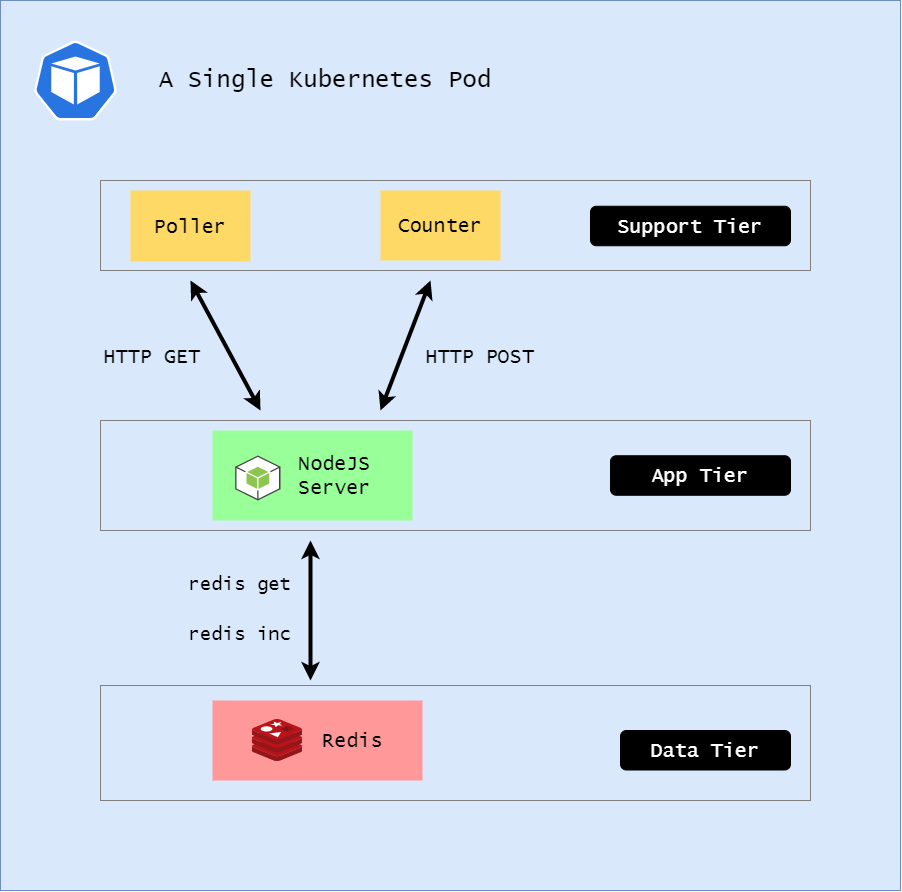 A Single Kubernetes Pod
Poller
Counter
Support Tier
HTTP GET
HTTP POST
NodeJS
Server
App Tier
redis get
redis inc
Redis
Data Tier